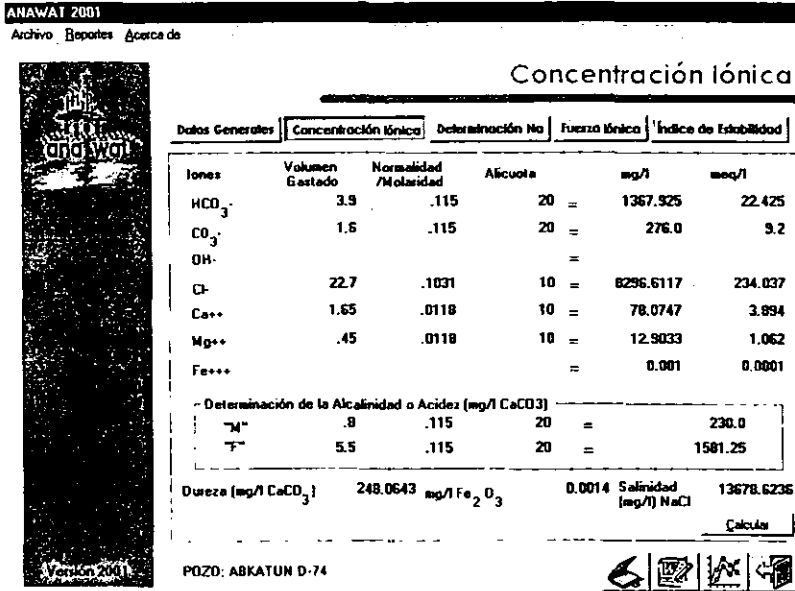 ANAWAT 2001
Archivo Reportes Acerca de
Concentración Iónica
anawat
Datos Generales Concentración Iónica Determinación Na Fuerza Iónica Índice de Estabilidad
Iones Volumen Gastado Normalidad /Molaridad Alicuota mg/l meq/l
HCO3- 3.9 .115 20 = 1367.925 22.425
CO3- 1.6 .115 20 = 276.0 9.2
OH- =
Cl- 22.7 .1031 10 = 8296.6117 234.037
Ca++ 1.65 .0118 10 = 78.0747 3.894
Mg++ .45 .0118 10 = 12.9033 1.062
Fe+++ = 0.001 0.0001
Determinación de la Alcalinidad o Acidez (mg/l CaCO3)
"M" .8 .115 20 = 230.0
"F" 5.5 .115 20 = 1581.25
Dureza (mg/l CaCO3) 248.0643 mg/l Fe2O3 0.0014 Salinidad (mg/l) NaCl 13678.6236
Calcular
Versión 2001 POZO: ABKATUN D-74